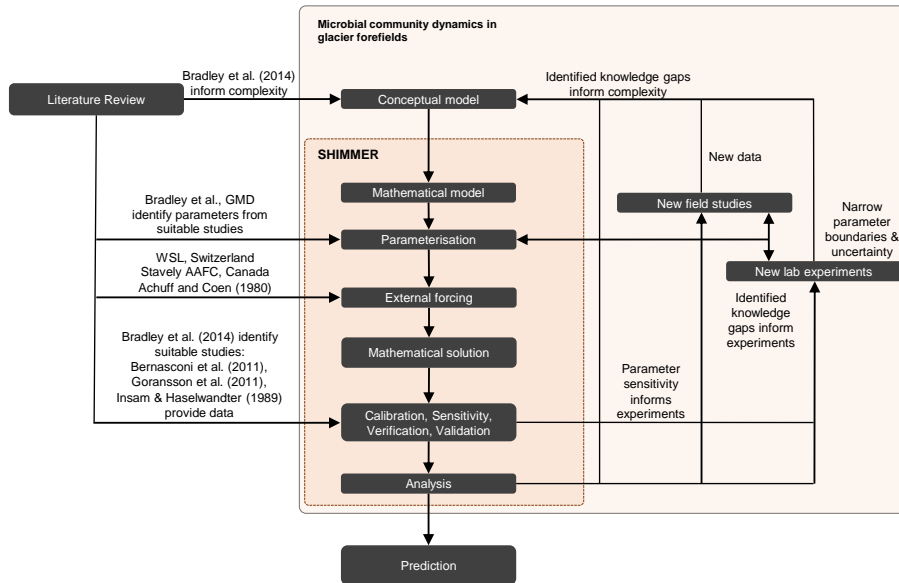 Microbial community dynamics in
glacier forefields
Bradley et al. (2014)
inform complexity
Identified knowledge gaps
inform complexity
Literature Review
Conceptual model
SHIMMER
New data
Mathematical model
New field studies
Bradley et al., GMD
identify parameters from
suitable studies
Narrow
parameter
boundaries &
uncertainty
Parameterisation
WSL, Switzerland
Stavely AAFC, Canada
Achuff and Coen (1980)
New lab experiments
External forcing
Identified
knowledge
gaps inform
experiments
Bradley et al. (2014) identify
suitable studies:
Bernasconi et al. (2011),
Goransson et al. (2011),
Insam & Haselwandter (1989)
provide data
Mathematical solution
Parameter
sensitivity
informs
experiments
Calibration, Sensitivity,
Verification, Validation
Analysis
Prediction